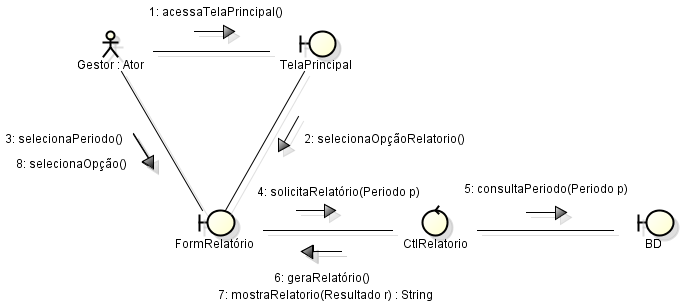 1: acessaTelaPrincipal()
Gestor : Ator
TelaPrincipal
3: selecionaPeriodo()
8: selecionaOpção()
2: selecionaOpçãoRelatorio()
4: solicitaRelatório(Periodo p)
5: consultaPeriodo(Periodo p)
FormRelatório
CtlRelatorio
BD
6: geraRelatório()
7: mostraRelatorio(Resultado r) : String